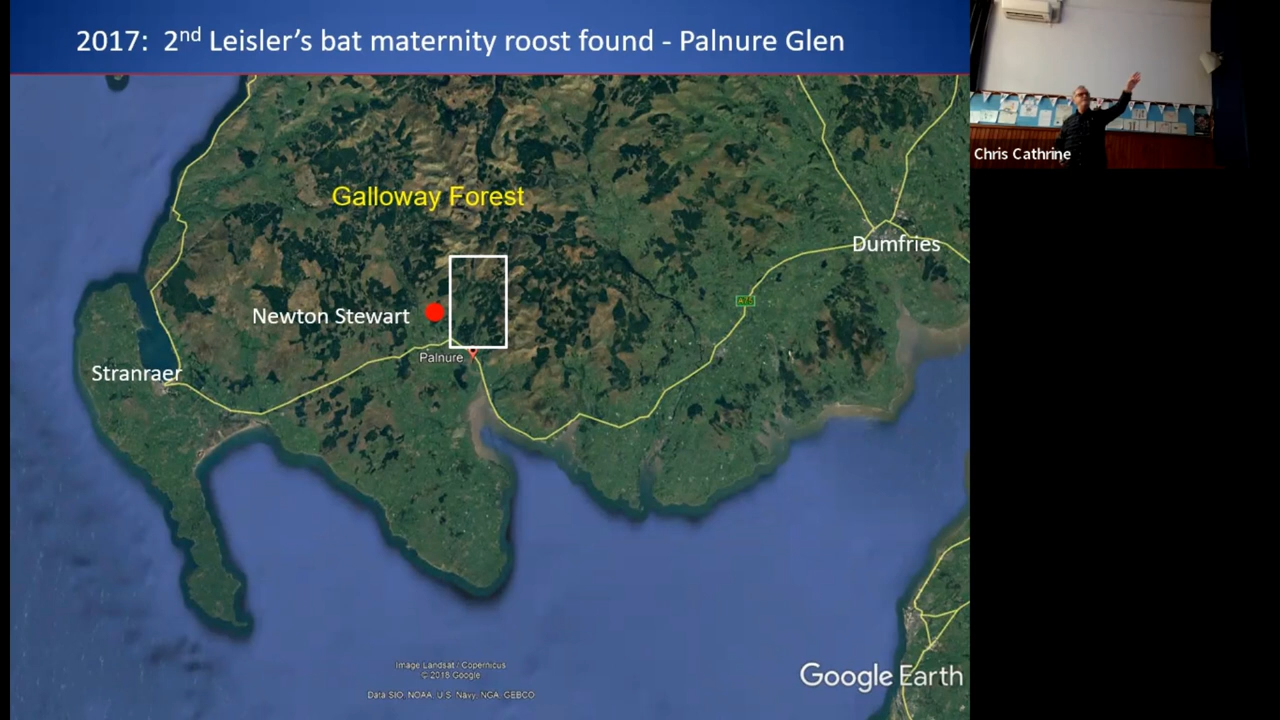 2017: 2nd Leisler's bat maternity roost found - Palnure Glen
Chris Cathrine
Galloway Forest
Dumfries
A75
Newton Stewart
Palnure
Stranraer
Image Landsat / Copernicus
© 2018 Google
Data SIO, NOAA, U.S. Navy, NGA, GEBCO
Google Earth